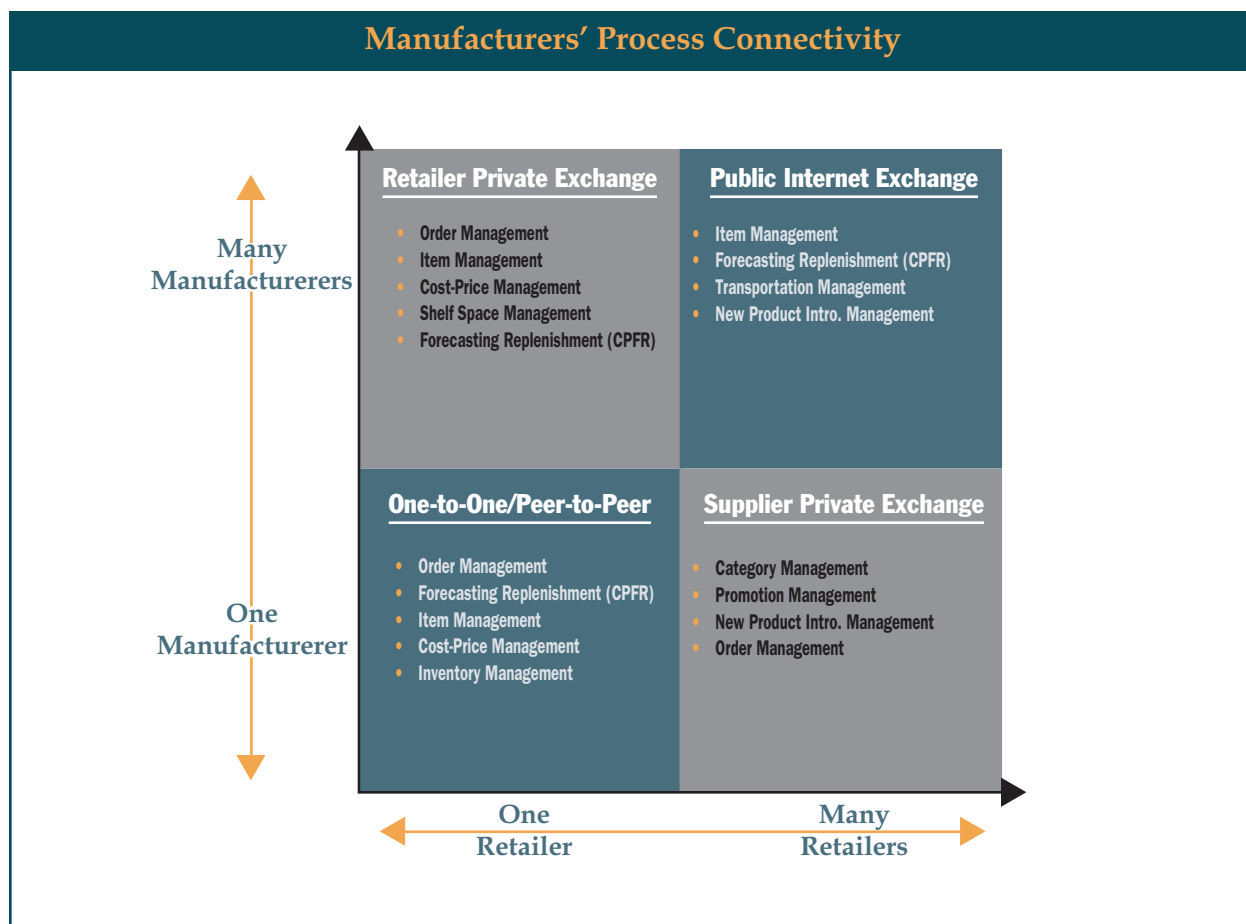 Manufacturers’ Process Connectivity
Many
Manufacturerers
One
Manufacturerer
Retailer Private Exchange
• Order Management
• Item Management
• Cost-Price Management
• Shelf Space Management
• Forecasting Replenishment (CPFR)
Public Internet Exchange
• Item Management
• Forecasting Replenishment (CPFR)
• Transportation Management
• New Product Intro. Management
One-to-One/Peer-to-Peer
• Order Management
• Forecasting Replenishment (CPFR)
• Item Management
• Cost-Price Management
• Inventory Management
Supplier Private Exchange
• Category Management
• Promotion Management
• New Product Intro. Management
• Order Management
One
Retailer
Many
Retailers